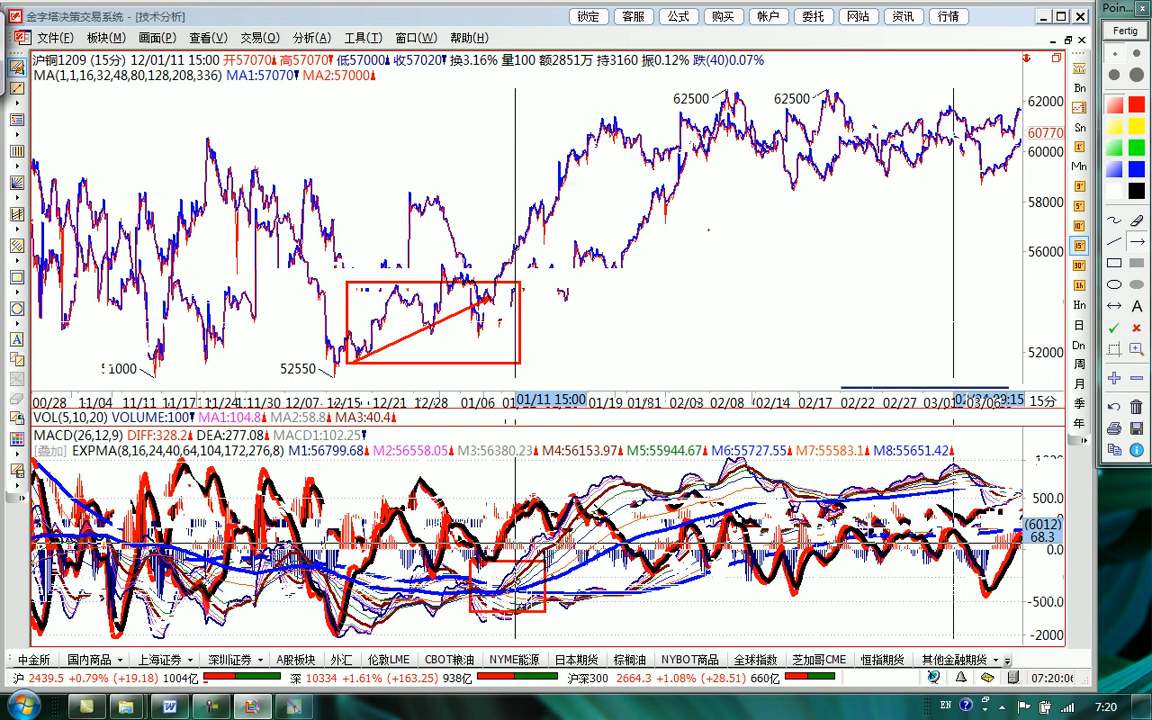 金字塔决策交易系统 - [技术分析]
锁定 客服 公式 购买 帐户 委托 网站 资讯 行情
Poin...
文件(F) 板块(M) 画面(P) 查看(V) 交易(O) 分析(A) 工具(T) 窗口(W) 帮助(H)
Fertig
沪铜1209 (15分) 12/01/11 15:00 开57070 高57070 低57000 收57020 换3.16% 量100 额2851万 持3160 振0.12% 跌(40)0.07%
MA(1,1,16,32,48,80,128,208,336) MA1:57070 MA2:57000
62500 62500
62000
60770
60000
58000
56000
52000
52550
Bn
Sn
Mn
Hn
日
Dn
周
月
季
年
11/04 11/11 11/17 11/24 11/30 12/07 12/15 12/21 12/28 01/06 01/11 15:00 01/19 01/31 02/03 02/08 02/14 02/17 02/22 02/27 15分
VOL(5,10,20) VOLUME:100 MA1:104.8 MA2:58.8 MA3:40.4
MACD(26,12,9) DIFF:328.2 DEA:277.08 MACD1:102.25
[叠加] EXPMA(8,16,24,40,64,104,172,276,8) M1:56799.68 M2:56558.05 M3:56380.23 M4:56153.97 M5:55944.67 M6:55727.55 M7:55583.1 M8:55651.42
500.0
(6012)
68.3
0.0
-500.0
-2000
中金所 国内商品 上海证券 深圳证券 A股板块 外汇 伦敦LME CBOT粮油 NYME能源 日本期货 棕榈油 NYBOT商品 全球指数 芝加哥CME 恒指期货 其他金融期货
沪 2439.5 +0.79% (+19.18) 1004亿 深 10334 +1.61% (+163.25) 938亿 沪深300 2664.3 +1.08% (+28.51) 660亿 07:20:06
EN 7:20